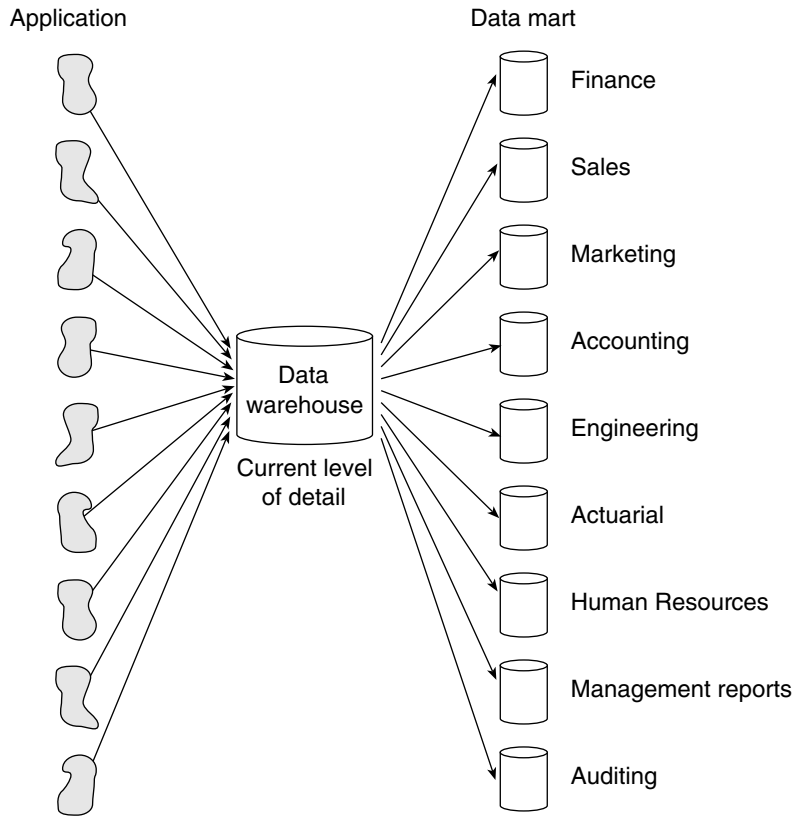 Application
Data mart
Finance
Sales
Marketing
Accounting
Data
warehouse
Engineering
Current level
of detail
Actuarial
Human Resources
Management reports
Auditing